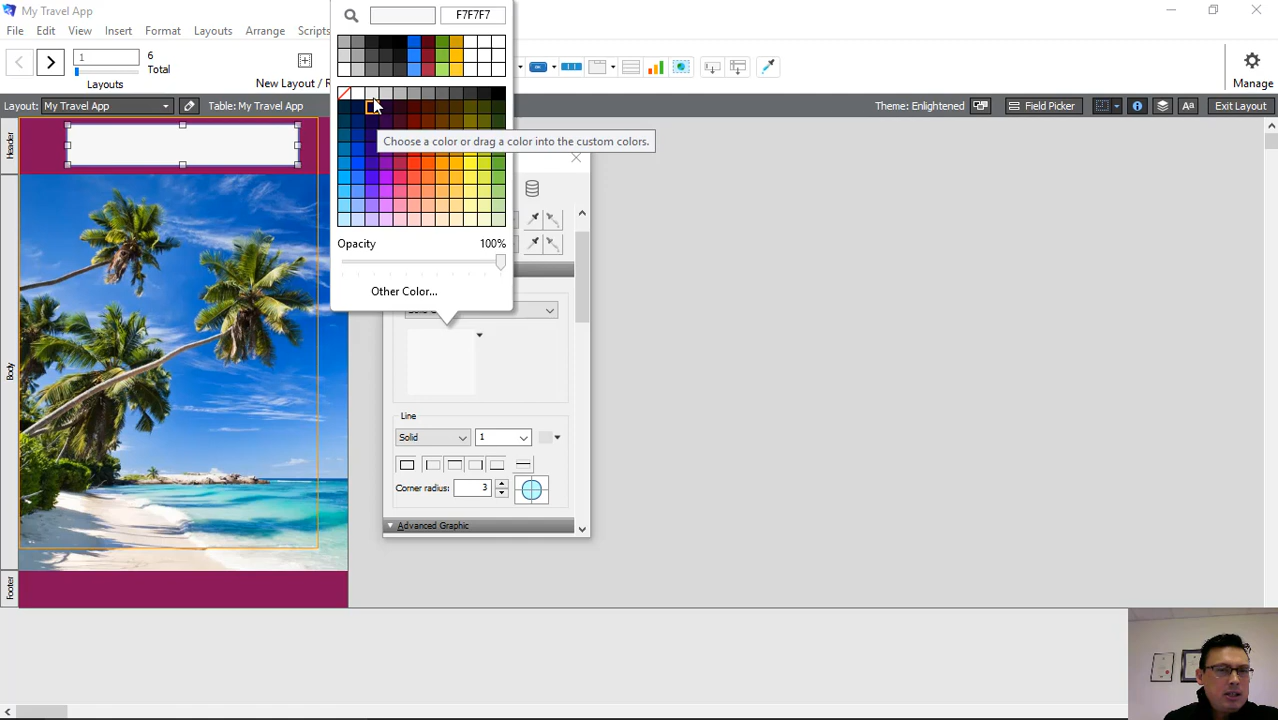 My Travel App
F7F7F7
File Edit View Insert Format Layouts Arrange Scripts
1
6
Total
Layouts
New Layout / R
Manage
Layout: My Travel App
Table: My Travel App
Theme: Enlightened
Field Picker
Aa
Exit Layout
Header
Choose a color or drag a color into the custom colors.
Opacity 100%
Other Color...
Body
Line
Solid 1
Corner radius: 3
Advanced Graphic
Footer